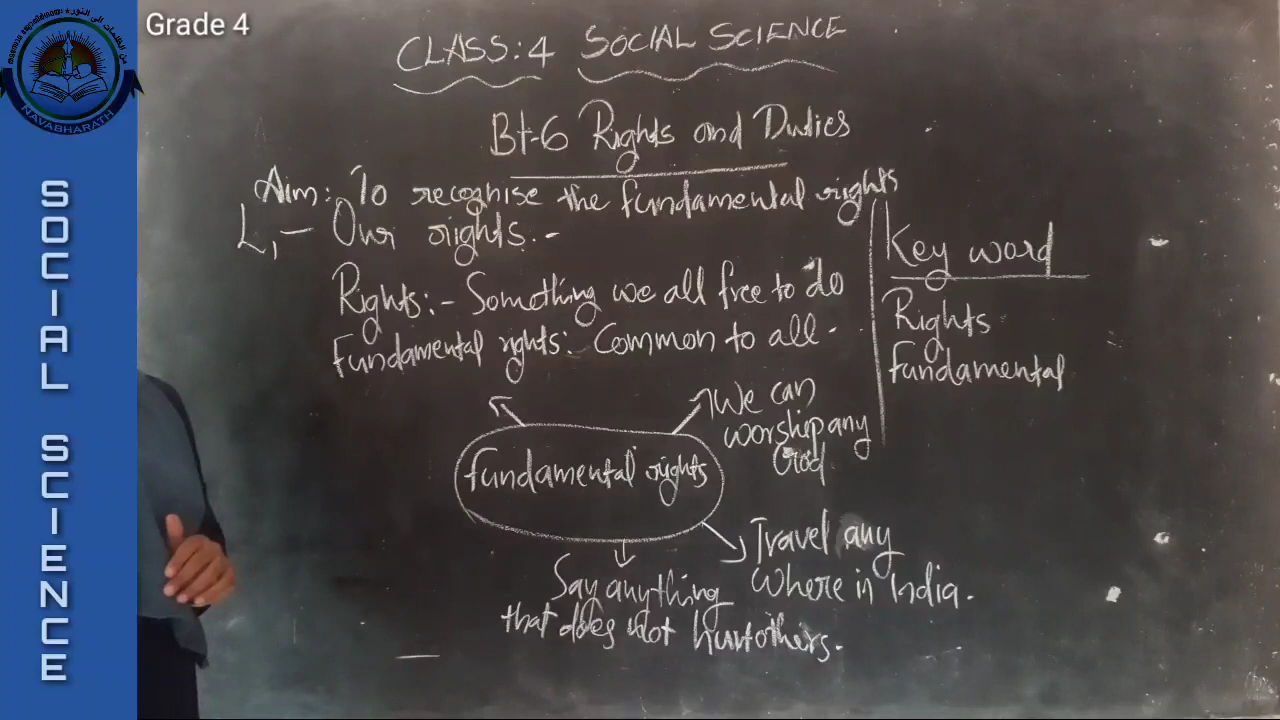 Grade 4
NAVABHARATH
SOCIAL SCIENCE
CLASS: 4 SOCIAL SCIENCE
Bt-6 Rights and Duties
Aim: To recognise the fundamental rights
L1 - Our rights. -
Rights: - Something we all free to do
Fundamental rights: Common to all.
Key word
Rights
Fundamental
Fundamental rights
We can
worship any
God
Travel any
where in India.
Say anything
that does not hurt others.